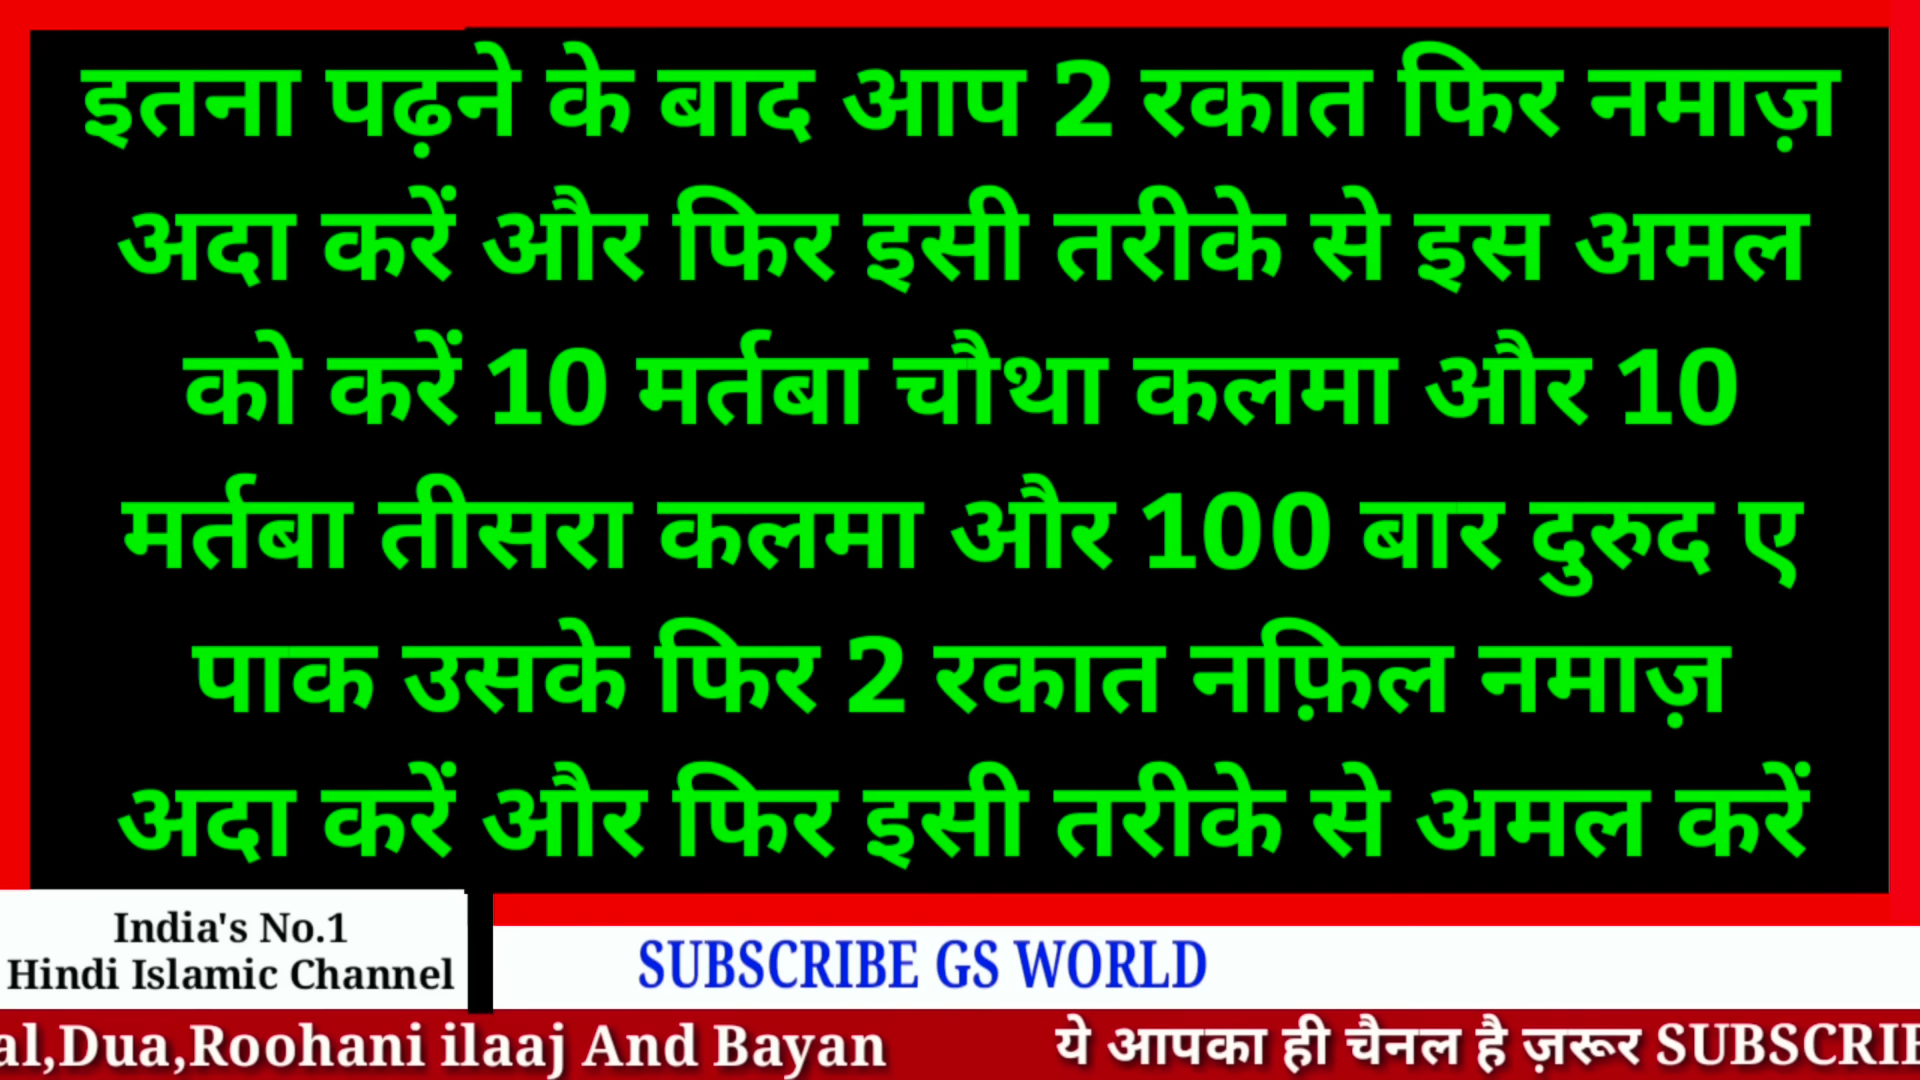 इतना पढ़ने के बाद आप 2 रकात फिर नमाज़
अदा करें और फिर इसी तरीके से इस अमल
को करें 10 मर्तबा चौथा कलमा और 10
मर्तबा तीसरा कलमा और 100 बार दुरुद ए
पाक उसके फिर 2 रकात नफ़िल नमाज़
अदा करें और फिर इसी तरीके से अमल करें
India's No.1
Hindi Islamic Channel
SUBSCRIBE GS WORLD
al,Dua,Roohani ilaaj And Bayan ये आपका ही चैनल है ज़रूर SUBSCRIB